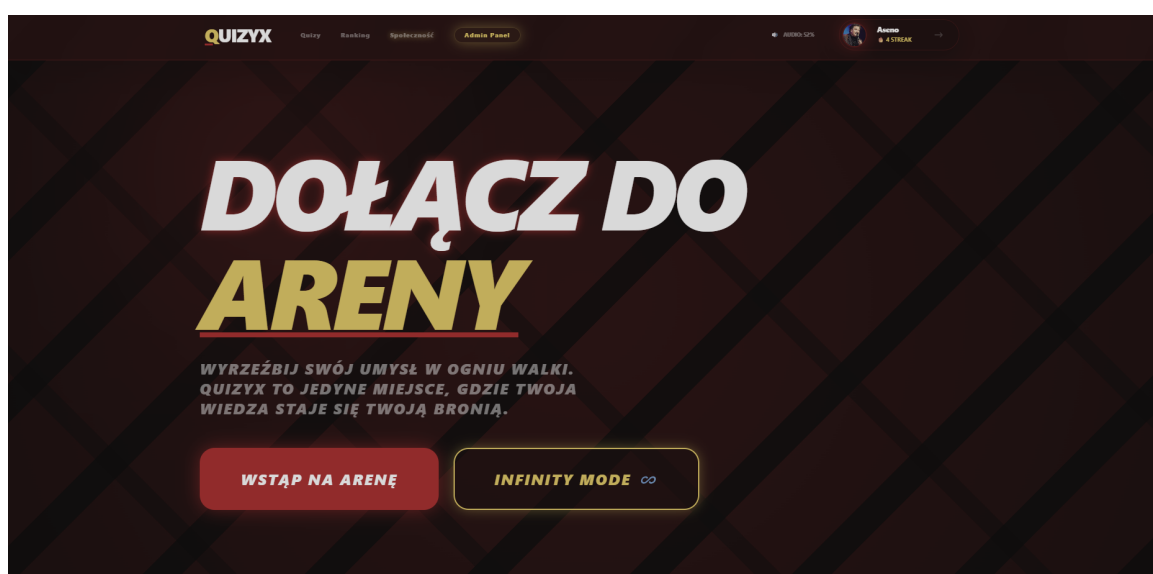 QUIZYX
Quizy Ranking Społeczność Admin Panel
AUDIO: 52%
Aseno
4 STREAK
DOŁĄCZ DO
ARENY
WYRZEŹBIJ SWÓJ UMYSŁ W OGNIU WALKI.
QUIZYX TO JEDYNE MIEJSCE, GDZIE TWOJA
WIEDZA STAJE SIĘ TWOJĄ BRONIĄ.
WSTĄP NA ARENĘ
INFINITY MODE ∞